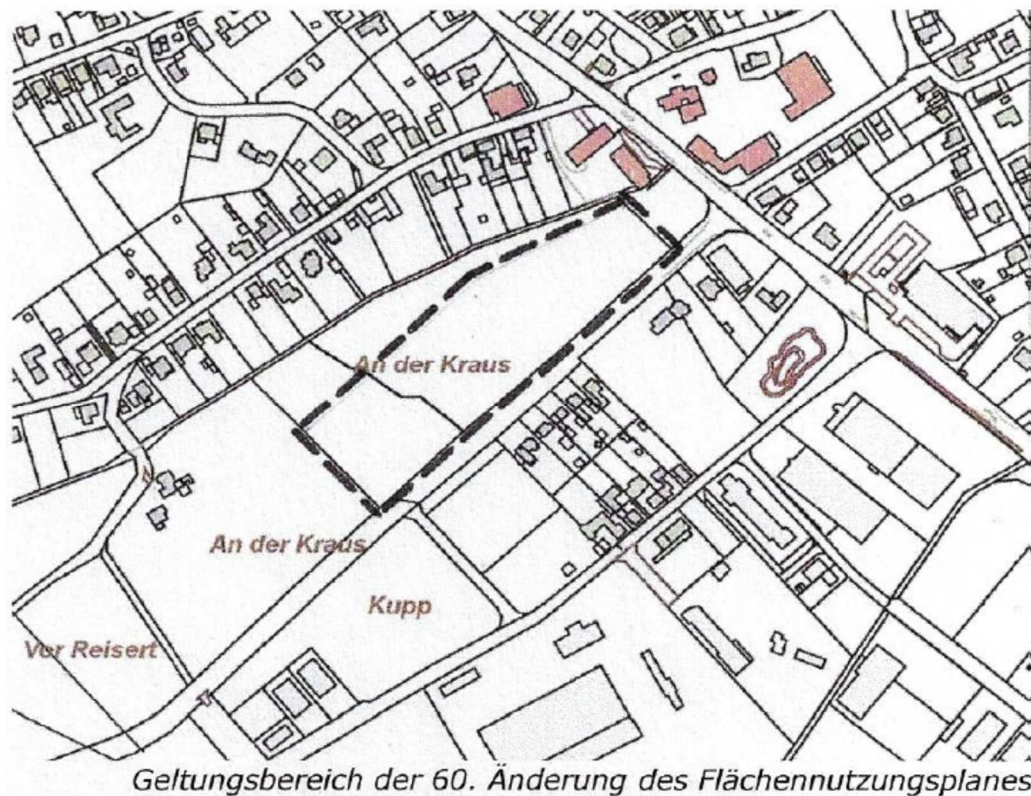 An der Kraus
An der Kraus
Kupp
Vor Reisert
Geltungsbereich der 60. Änderung des Flächennutzungsplanes